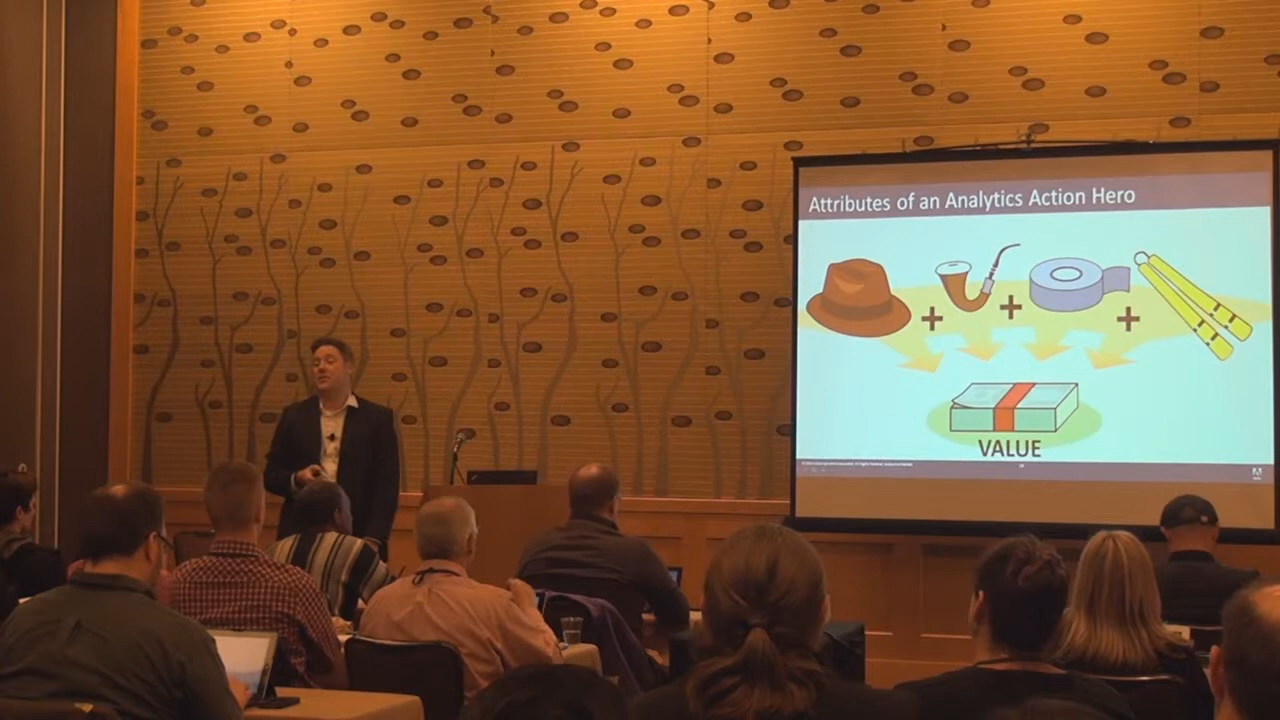 Attributes of an Analytics Action Hero
+ + +
VALUE